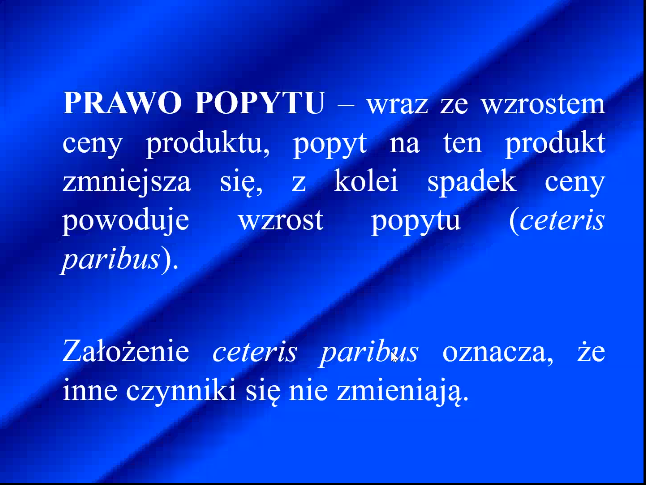 PRAWO POPYTU – wraz ze wzrostem
ceny produktu, popyt na ten produkt
zmniejsza się, z kolei spadek ceny
powoduje wzrost popytu (ceteris
paribus).
Założenie ceteris paribus oznacza, że
inne czynniki się nie zmieniają.